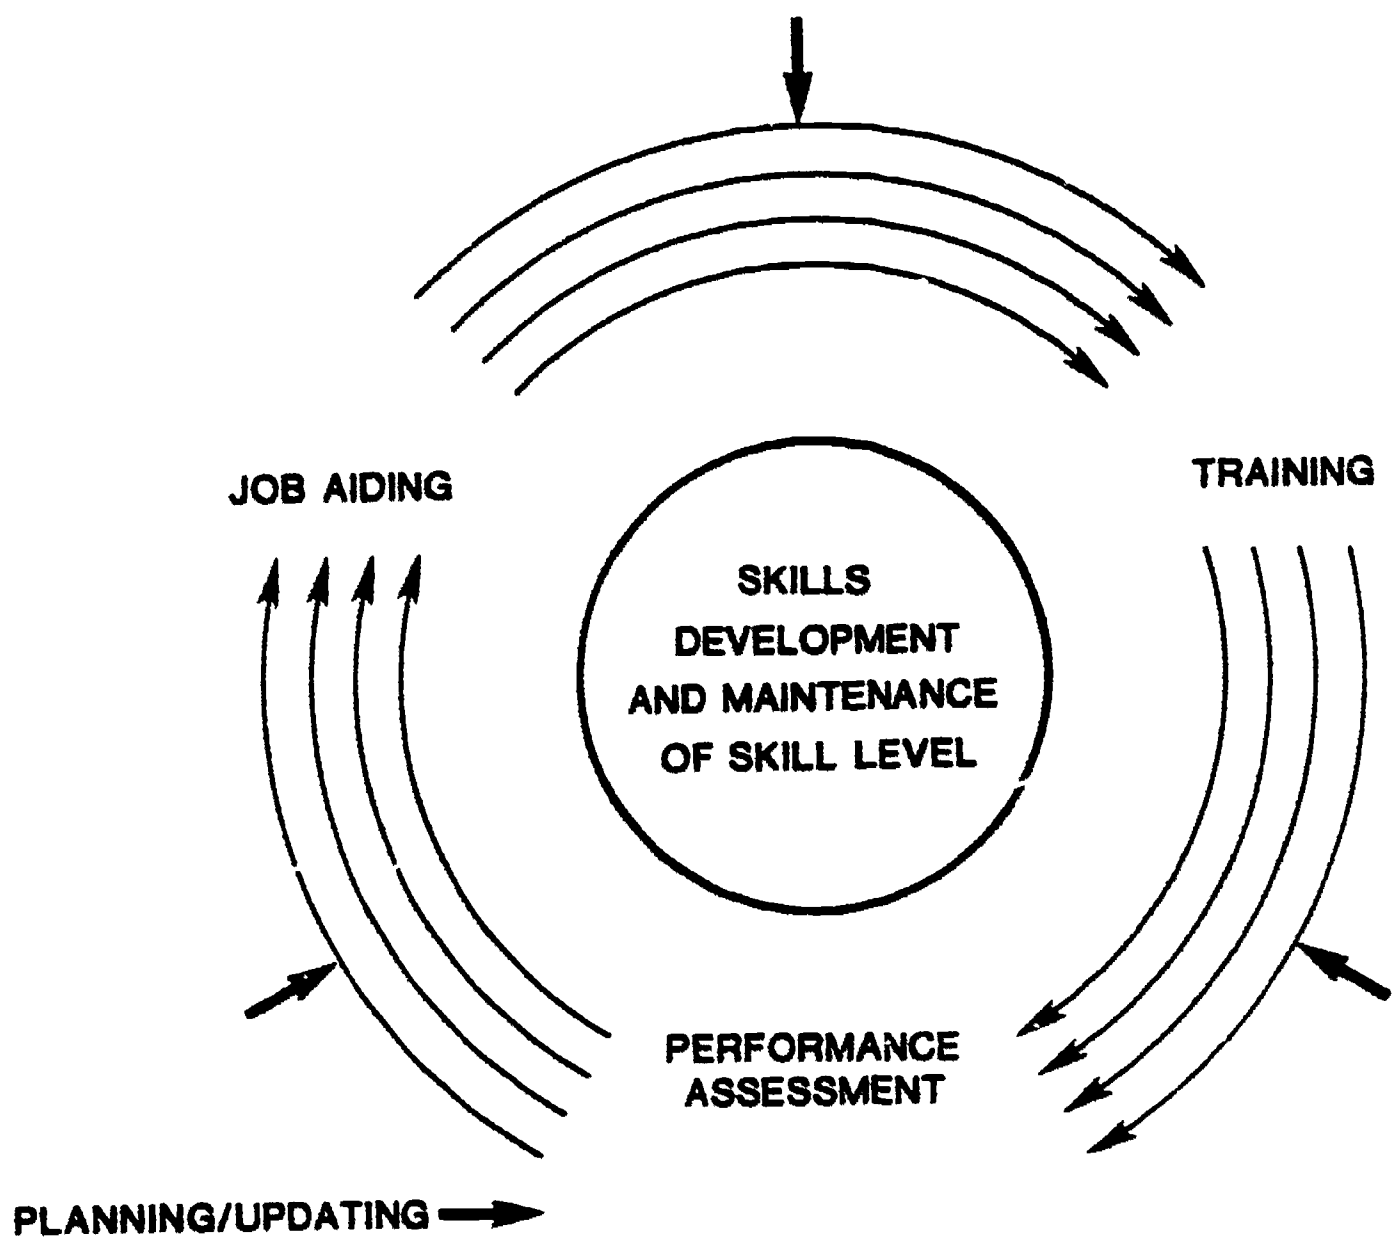 JOB AIDING
TRAINING
SKILLS
DEVELOPMENT
AND MAINTENANCE
OF SKILL LEVEL
PERFORMANCE
ASSESSMENT
PLANNING/UPDATING